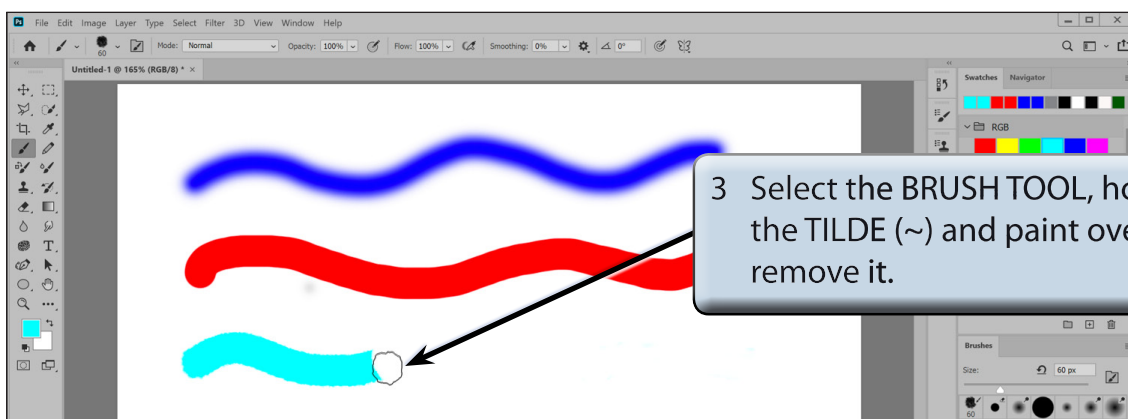 Ps File Edit Image Layer Type Select Filter 3D View Window Help
60 Mode: Normal Opacity: 100% Flow: 100% Smoothing: 0% 0°
Untitled-1 @ 165% (RGB/8) * ×
Swatches Navigator
RGB
3 Select the BRUSH TOOL, ho
the TILDE (~) and paint ove
remove it.
Brushes
Size: 60 px
60